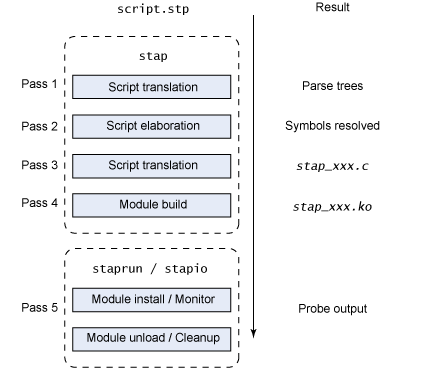 script.stp Result
stap
Pass 1 Script translation Parse trees
Pass 2 Script elaboration Symbols resolved
Pass 3 Script translation stap_xxx.c
Pass 4 Module build stap_xxx.ko
staprun / stapio
Module install / Monitor
Pass 5 Probe output
Module unload / Cleanup